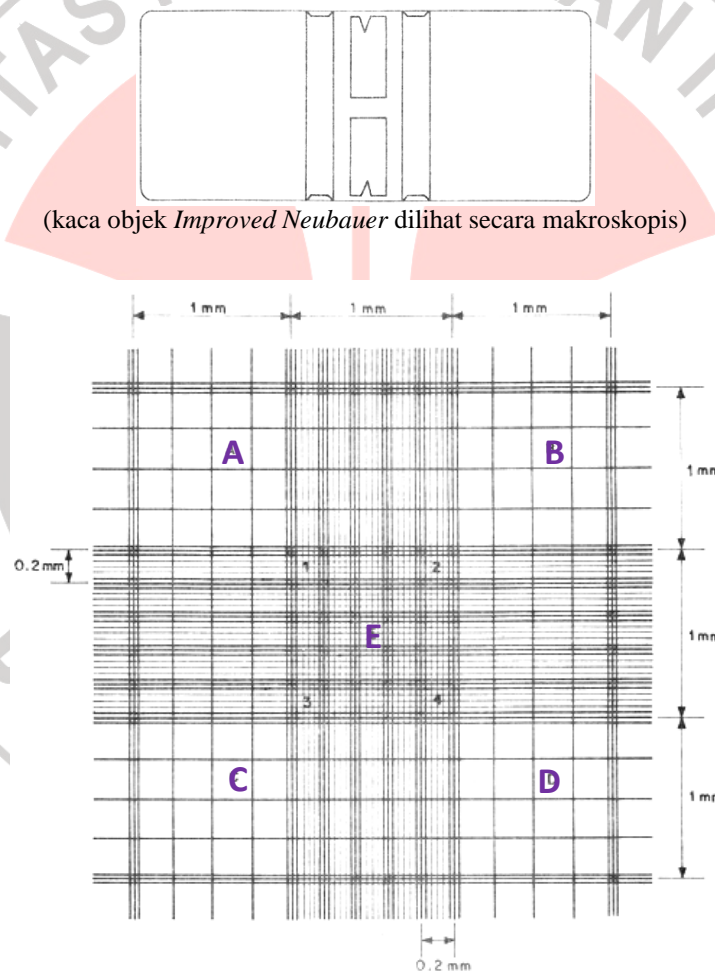 (kaca objek Improved Neubauer dilihat secara makroskopis)
1 mm 1 mm 1 mm
A B
1 mm
0.2 mm
1 2
E
1 mm
3 4
C D
1 mm
0.2 mm